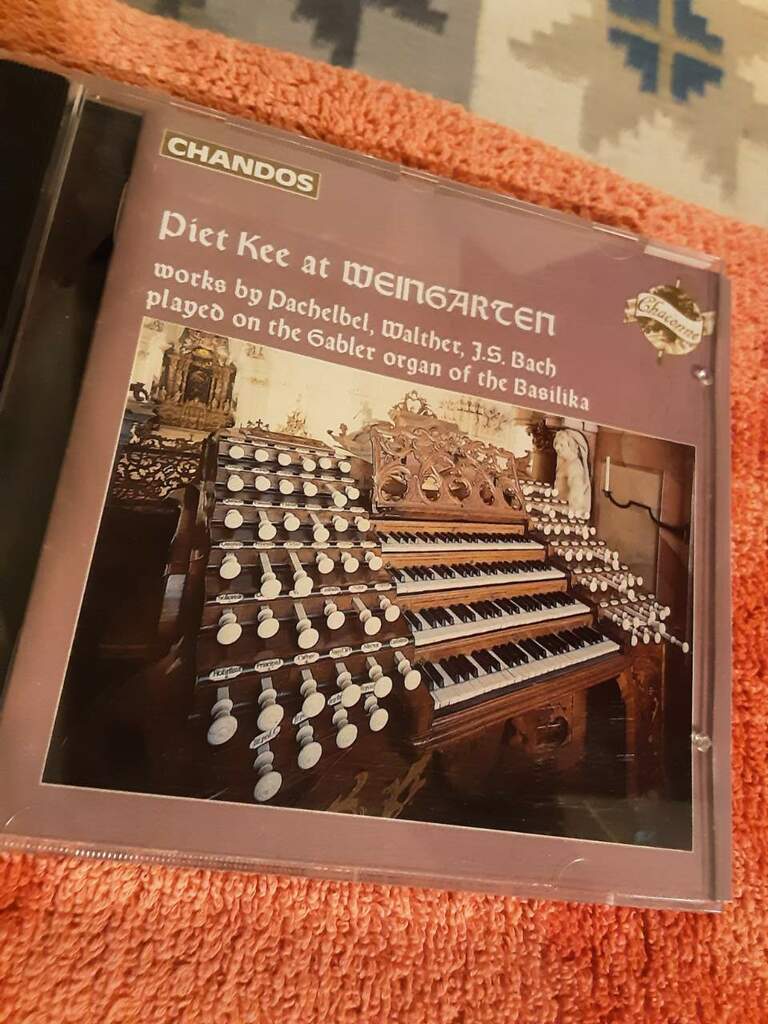 CHANDOS
Piet Kee at WEINGARTEN
works by Pachelbel, Walther, J.S. Bach
played on the Gabler organ of the Basilika
Chaconne
Principal